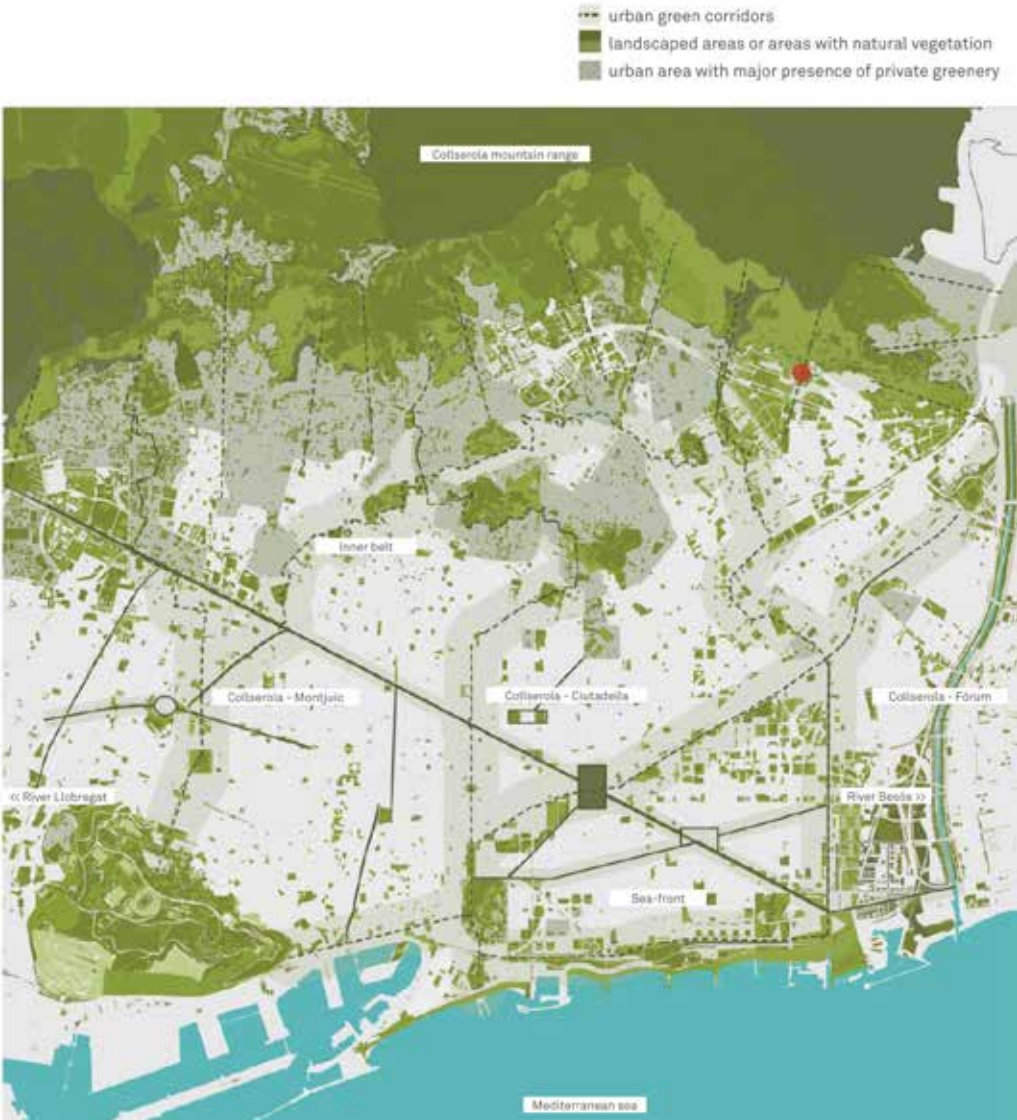 urban green corridors
landscaped areas or areas with natural vegetation
urban area with major presence of private greenery
Collserola mountain range
Inner belt
Collserola - Montjuïc
Collserola - Ciutadella
Collserola - Fòrum
<< River Llobregat
River Besòs >>
Sea-front
Mediterranean sea